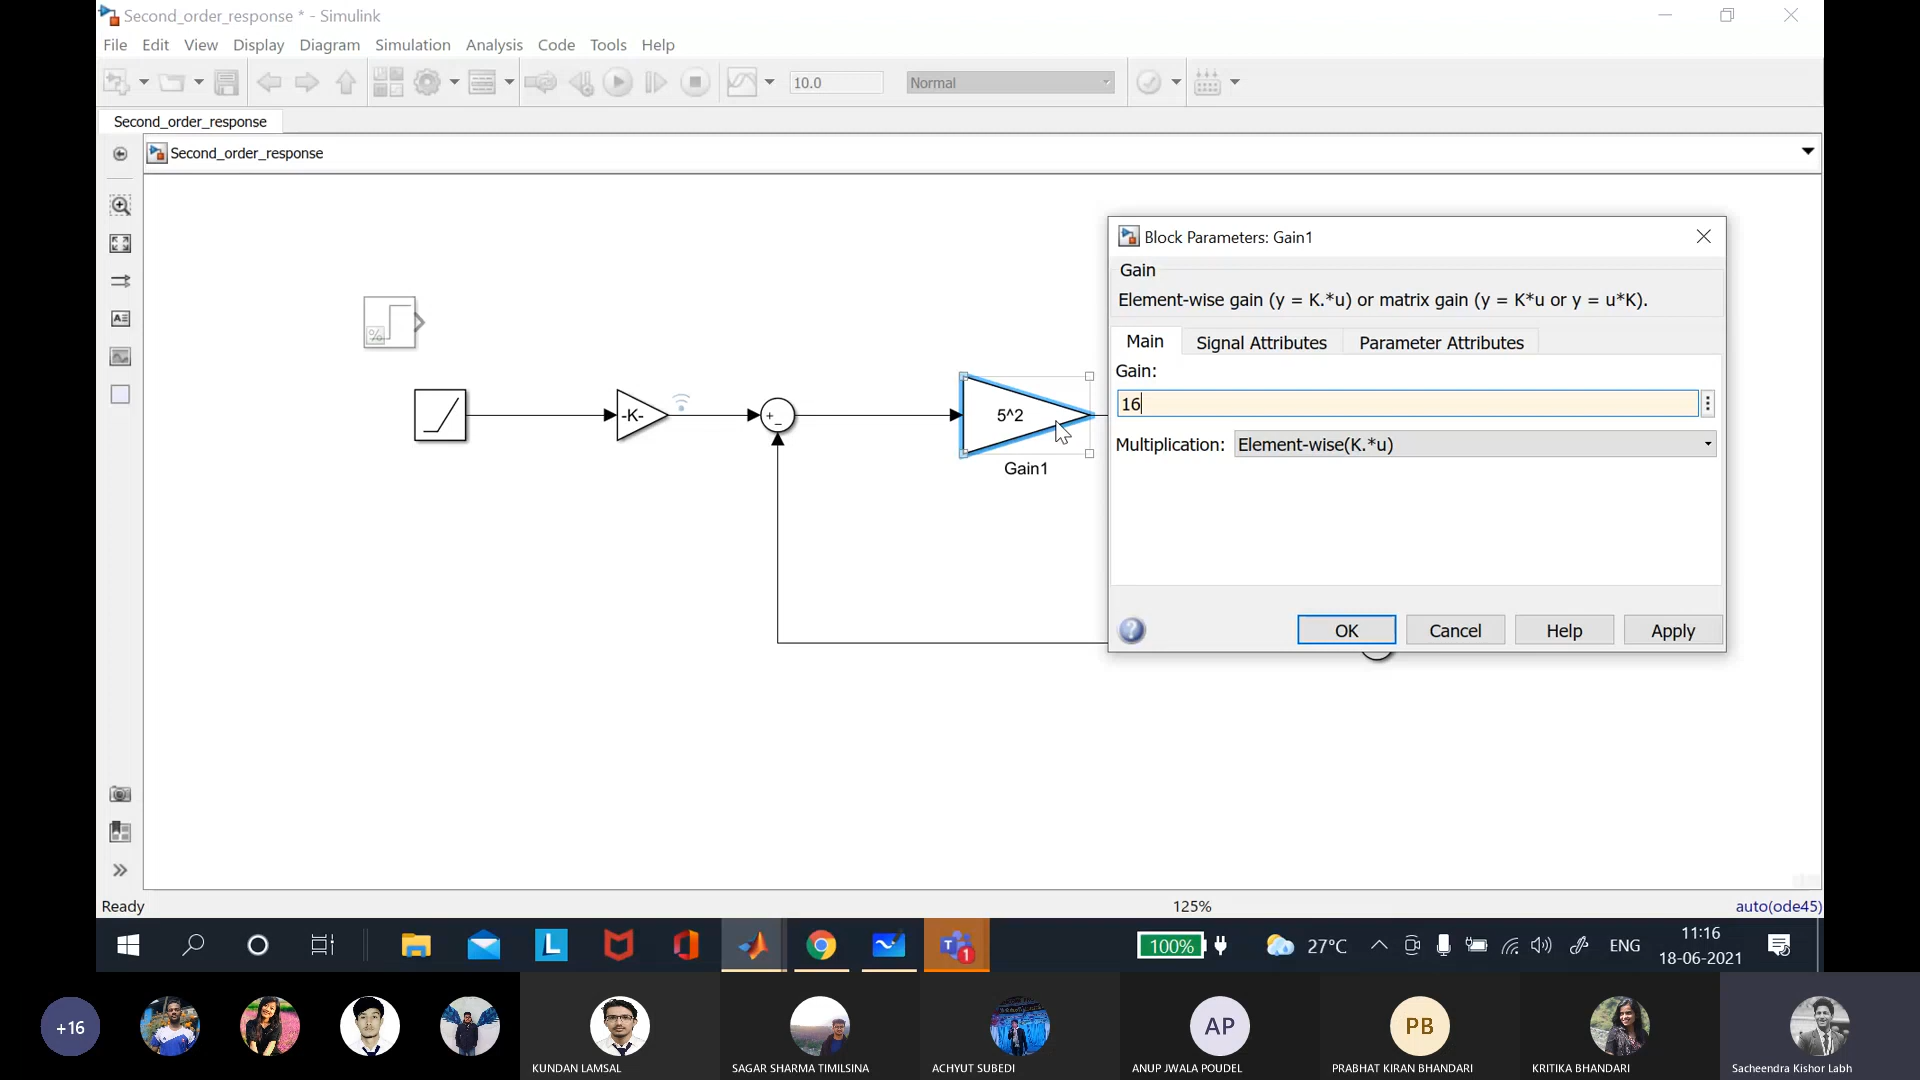 Second_order_response * - Simulink
File Edit View Display Diagram Simulation Analysis Code Tools Help
10.0 Normal
Second_order_response
Second_order_response
Block Parameters: Gain1
Gain
Element-wise gain (y = K.*u) or matrix gain (y = K*u or y = u*K).
Main Signal Attributes Parameter Attributes
Gain:
16
Multiplication: Element-wise(K.*u)
OK Cancel Help Apply
-K-
+
−
5^2
Gain1
Ready 125% auto(ode45)
100% 27°C ENG 11:16
18-06-2021
L
T 1
+16
AP PB
KUNDAN LAMSAL SAGAR SHARMA TIMILSINA ACHYUT SUBEDI ANUP JWALA POUDEL PRABHAT KIRAN BHANDARI KRITIKA BHANDARI Sacheendra Kishor Labh